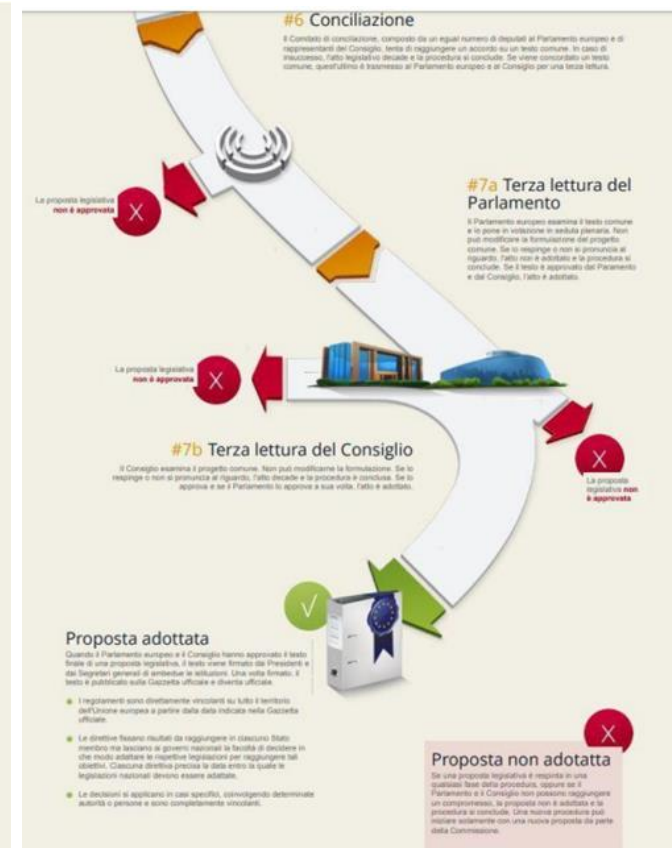 #6 Conciliazione
Il Comitato di conciliazione, composto da un egual numero di deputati al Parlamento europeo e di
rappresentanti del Consiglio, tenta di raggiungere un accordo su un testo comune. In caso di
insuccesso, l'atto legislativo decade e la procedura si conclude. Se viene concordato un testo
comune, quest'ultimo è trasmesso al Parlamento europeo e al Consiglio per una terza lettura.
La proposta legislativa
non è approvata
X
#7a Terza lettura del
Parlamento
Il Parlamento europeo esamina il testo comune
e lo pone in votazione in seduta plenaria. Non
può modificare la formulazione del progetto
comune. Se lo respinge o non si pronuncia al
riguardo, l'atto non è adottato e la procedura si
conclude. Se il testo è approvato dal Parlamento
e dal Consiglio, l'atto è adottato.
La proposta legislativa
non è approvata
X
#7b Terza lettura del Consiglio
Il Consiglio esamina il progetto comune. Non può modificarne la formulazione. Se lo
respinge o non si pronuncia al riguardo, l'atto decade e la procedura è conclusa. Se lo
approva e se il Parlamento lo approva a sua volta, l'atto è adottato.
X
La proposta
legislativa non
è approvata
√
Proposta adottata
Quando il Parlamento europeo e il Consiglio hanno approvato il testo
finale di una proposta legislativa, il testo viene firmato da Presidenti e
dai Segretari generali di ambedue le istituzioni. Una volta firmato, il
testo è pubblicato sulla Gazzetta ufficiale e diventa ufficiale.
I regolamenti sono direttamente vincolanti su tutto il territorio
dell'Unione europea a partire dalla data indicata nella Gazzetta
ufficiale.
Le direttive fissano risultati da raggiungere in ciascuno Stato
membro ma lasciano ai governi nazionali la facoltà di decidere in
che modo adattare le rispettive legislazioni per raggiungere tali
obiettivi. Ciascuna direttiva precisa la data entro la quale le
legislazioni nazionali devono essere adattate.
Le decisioni si applicano in casi specifici, coinvolgendo determinate
autorità o persone e sono completamente vincolanti.
X
Proposta non adotatta
Se una proposta legislativa è respinta in una
qualsiasi fase della procedura, oppure se il
Parlamento e il Consiglio non possono raggiungere
un compromesso, la proposta non è adottata e la
procedura si conclude. Una nuova procedura può
iniziare solamente con una nuova proposta da parte
della Commissione.